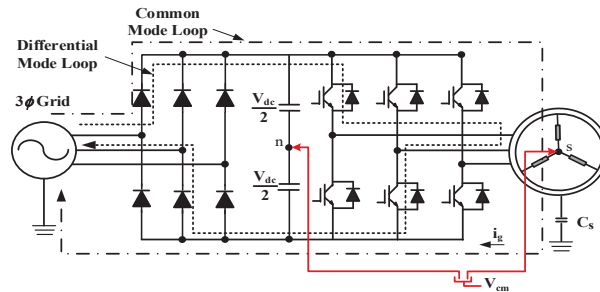 Common
Mode Loop
Differential
Mode Loop
3ϕ Grid
V_dc
2
n
V_dc
2
s
C_s
i_g
V_cm